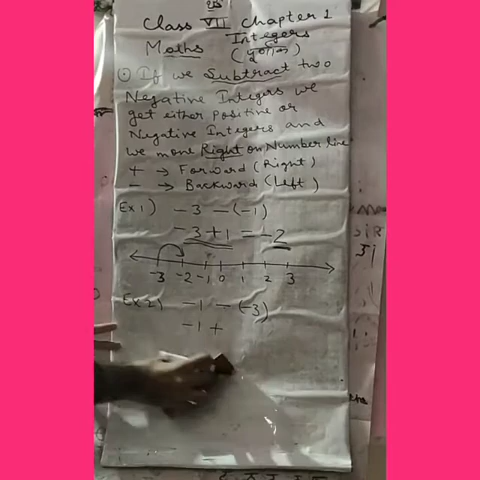 Class VII Chapter 1
Maths Integers
(पूर्णांक)
If we Subtract two
Negative Integers we
get either positive or
Negative Integers and
we move Right on Number line
+ → Forward (Right)
- → Backward (Left)
Ex 1) -3 - (-1)
-3 + 1 = -2
-3 -2 -1 0 1 2 3
Ex 2) -1 - (-3)
-1 +